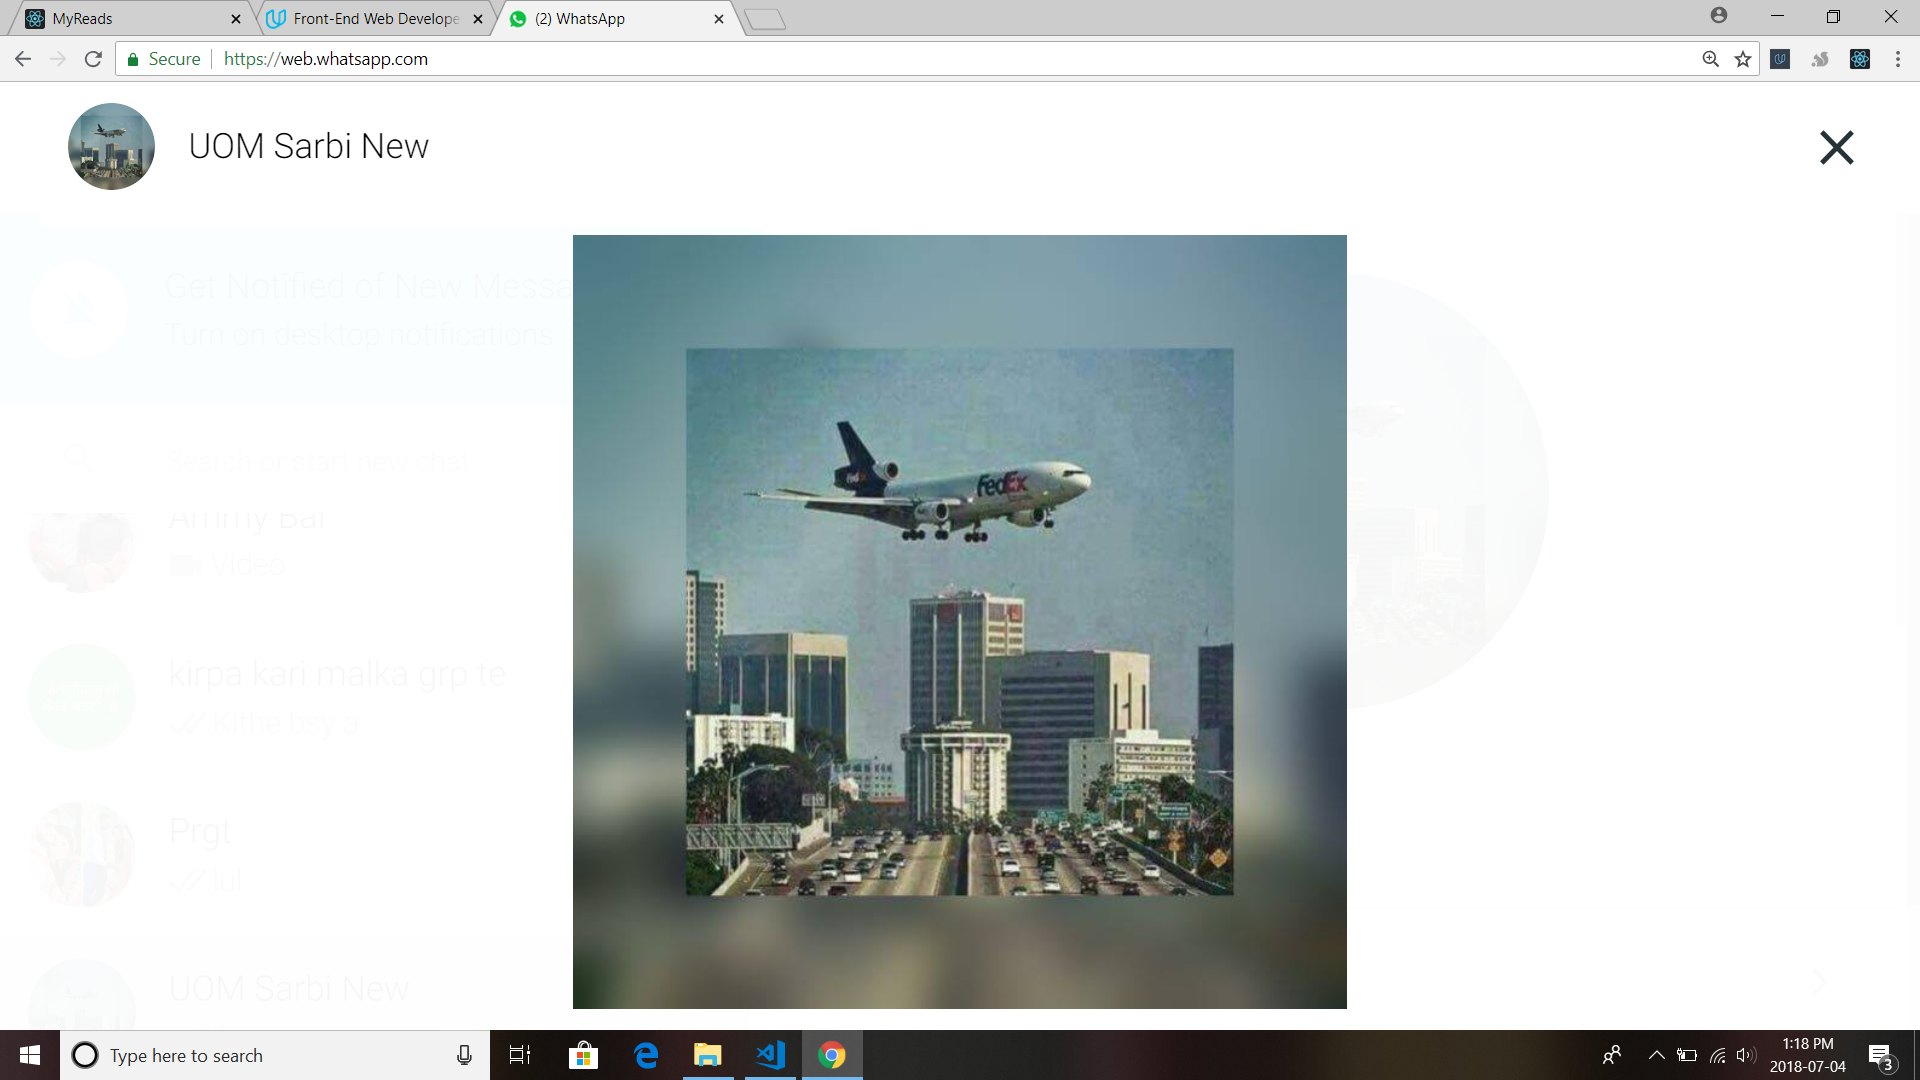 MyReads
Front-End Web Develope
(2) WhatsApp
Secure
https://web.whatsapp.com
UOM Sarbi New
Get Notified of New Messa
Turn on desktop notifications
Search or start new chat
Ammy Bai
Video
kirpa kari malka grp te
Kithe bsy a
Prgt
lul
UOM Sarbi New
FedEx
FedEx
Type here to search
1:18 PM
2018-07-04
3